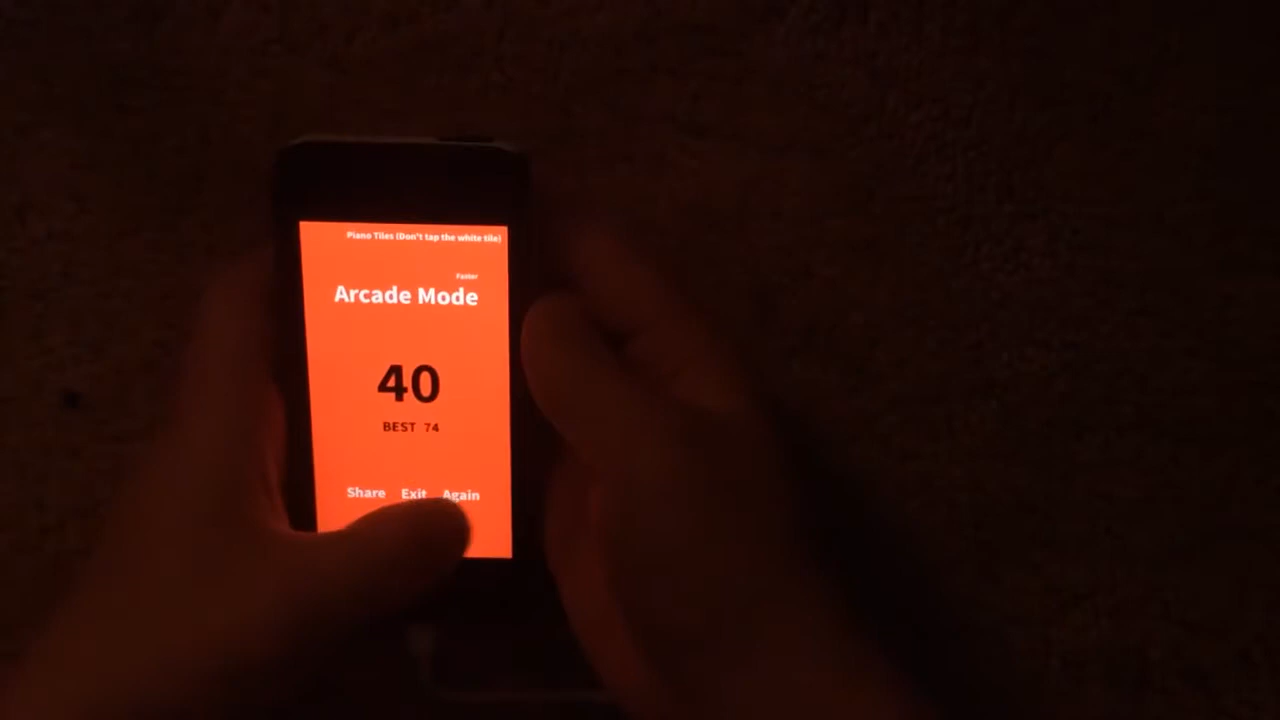 Piano Tiles (Don't tap the white tile)
Faster
Arcade Mode
40
BEST 74
Share Exit Again